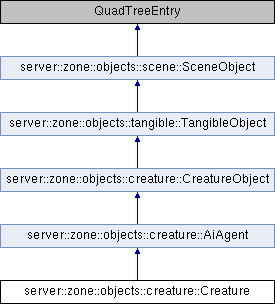 QuadTreeEntry
server::zone::objects::scene::SceneObject
server::zone::objects::tangible::TangibleObject
server::zone::objects::creature::CreatureObject
server::zone::objects::creature::AiAgent
server::zone::objects::creature::Creature